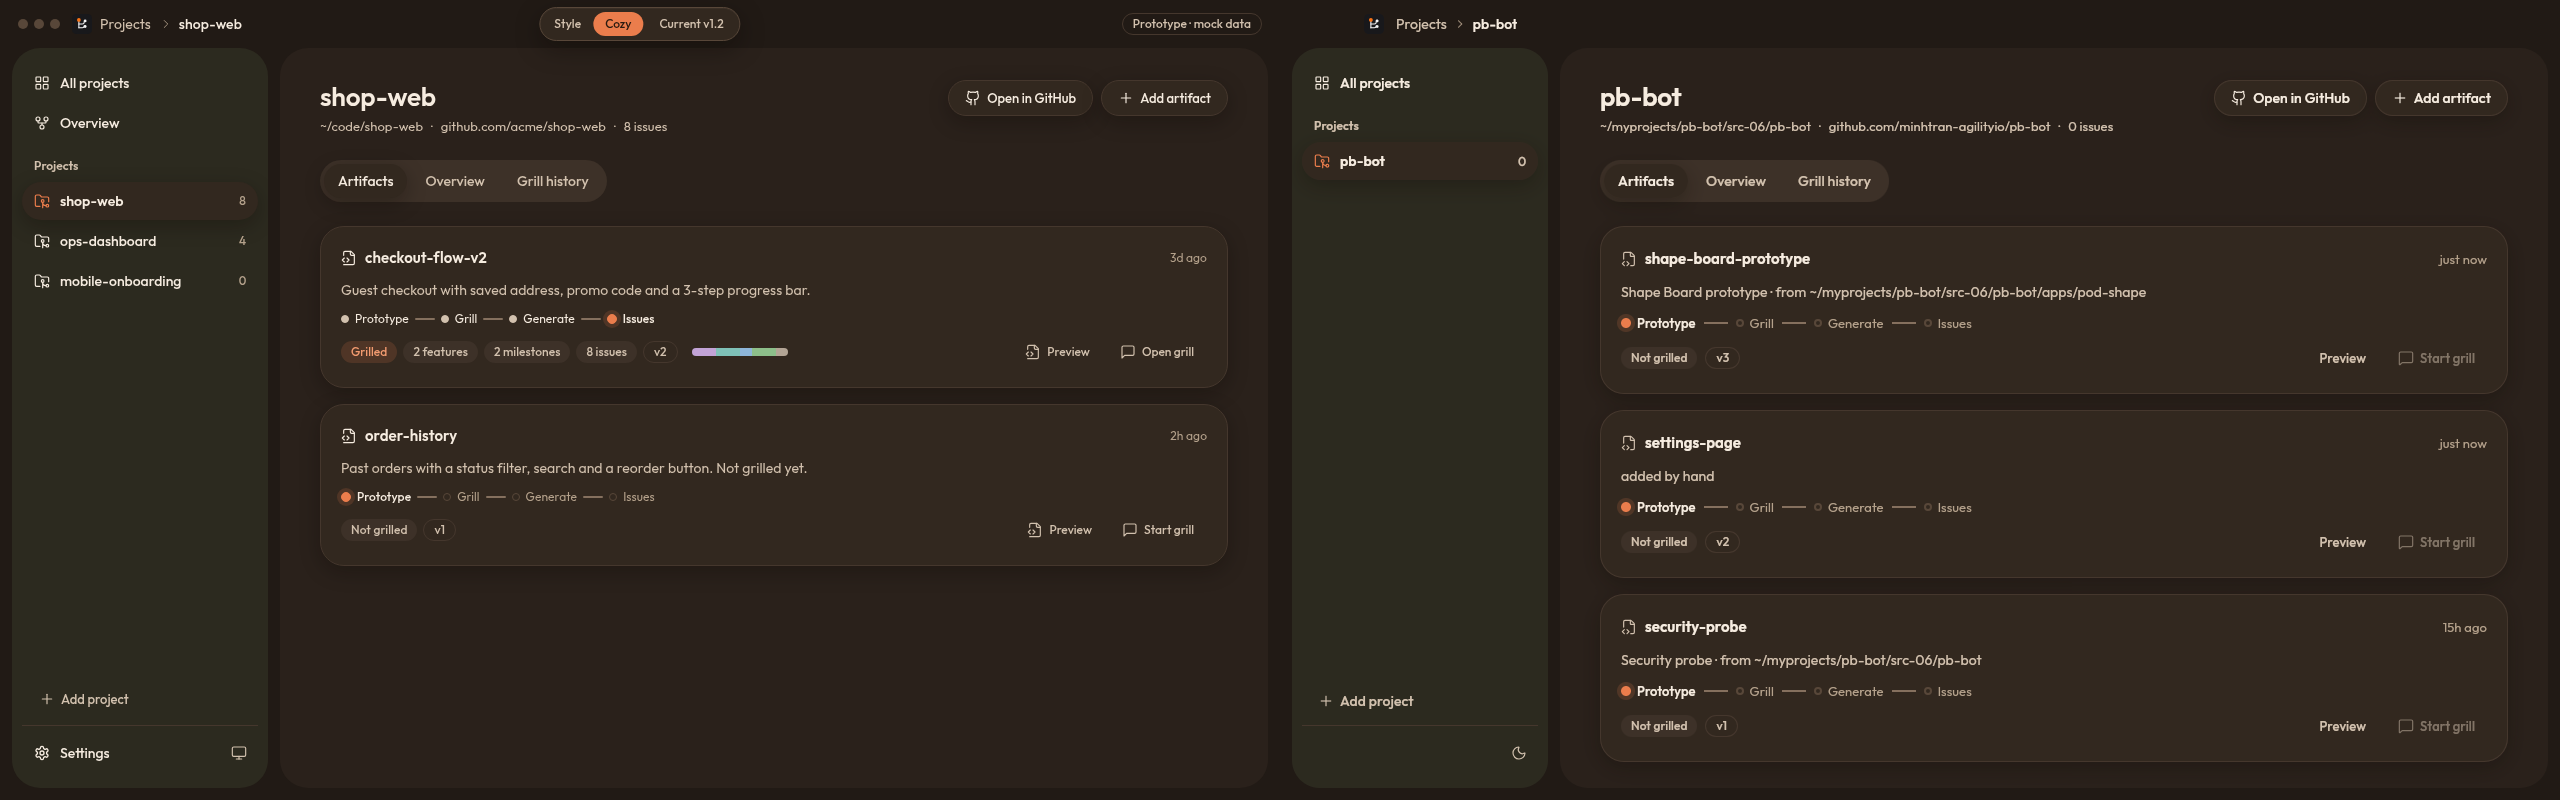 Projects > shop-web
Style Cozy Current v1.2
Prototype · mock data
All projects
Overview
Projects
shop-web 8
ops-dashboard 4
mobile-onboarding 0
Add project
Settings
shop-web
~/code/shop-web · github.com/acme/shop-web · 8 issues
Open in GitHub
Add artifact
Artifacts Overview Grill history
checkout-flow-v2 3d ago
Guest checkout with saved address, promo code and a 3-step progress bar.
Prototype Grill Generate Issues
Grilled 2 features 2 milestones 8 issues v2 Preview Open grill
order-history 2h ago
Past orders with a status filter, search and a reorder button. Not grilled yet.
Prototype Grill Generate Issues
Not grilled v1 Preview Start grill
Projects > pb-bot
All projects
Projects
pb-bot 0
Add project
pb-bot
~/myprojects/pb-bot/src-06/pb-bot · github.com/minhtran-agilityio/pb-bot · 0 issues
Open in GitHub
Add artifact
Artifacts Overview Grill history
shape-board-prototype just now
Shape Board prototype · from ~/myprojects/pb-bot/src-06/pb-bot/apps/pod-shape
Prototype Grill Generate Issues
Not grilled v3 Preview Start grill
settings-page just now
added by hand
Prototype Grill Generate Issues
Not grilled v2 Preview Start grill
security-probe 15h ago
Security probe · from ~/myprojects/pb-bot/src-06/pb-bot
Prototype Grill Generate Issues
Not grilled v1 Preview Start grill